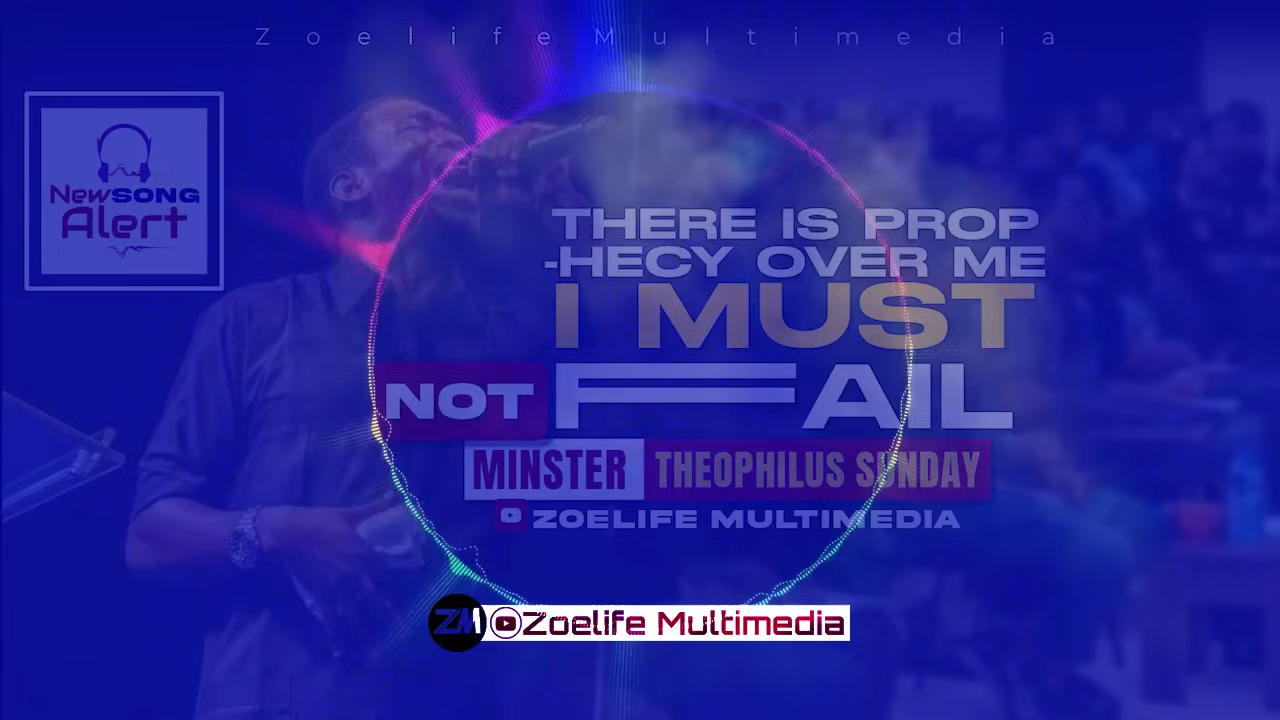 Zoelife Multimedia
NewSONG
Alert
THERE IS PROP
-HECY OVER ME
I MUST
NOT FAIL
MINSTER THEOPHILUS SUNDAY
ZOELIFE MULTIMEDIA
ZM Zoelife Multimedia